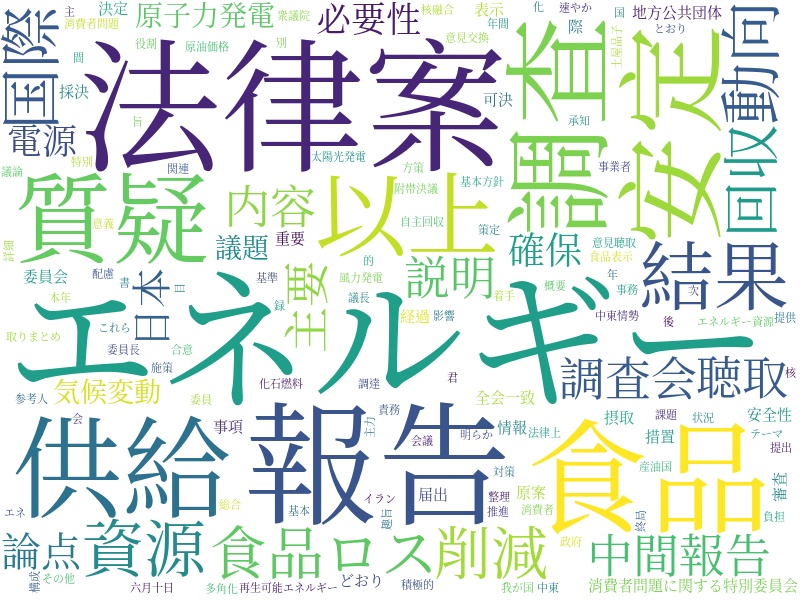 国際
決定
原子力発電
必要性
表示
核融合
化
速やか
国
地方公共団体
主
消費者問題
役割
原油価格
衆議院
別
意見交換
年間
際
とおり
土屋品子
動向
間
採決
法律案
可決
調査
安定
電源
旨
承知
回収
議論
特別
関連
太陽光発電
方策
基本方針
事業者
質疑
内容
以上
附帯決議
意義
自主回収
策定
詳細
議題
重要
確保
意見聴取
食品表示
結果
委員会
配慮
書
目
日本
主要
基準
的
風力発電
説明
着手
概要
年
事務
次
提供
本年
議長
中東情勢
取りまとめ
これら
録
経過
影響
後
エネルギー資源
エネルギー
委員長
施策
合意
気候変動
化石燃料
調達
君
調査会聴取
核
参考人
委員
全会一致
摂取
課題
状況
安全性
会
事項
主力
責務
情報
措置
テーマ
供給
報告
会議
明らか
法律上
食品
提出
対策
産油国
審査
エネ
総合
基本
イラン
届出
整理
原案
推進
消費者
負担
論点
資源
食品ロス
趣旨
削減
終局
政府
中間報告
構成
その他
六月十日
多角化
再生可能エネルギー
どおり
積極的
我が国
中東
消費者問題に関する特別委員会